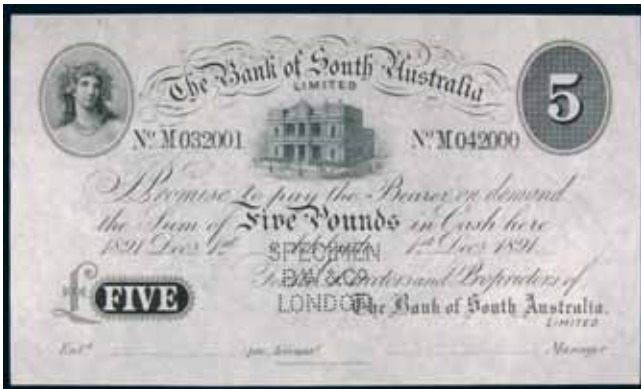 The Bank of South Australia
LIMITED
5
No. M 032001 No. M 042000
I Promise to pay the Bearer on demand
the Sum of Five Pounds in Cash here
1891 Decr. 1st 1st Decr. 1891
SPECIMEN
B.W. & Co.
LONDON
For the Directors and Proprietors of
£ FIVE The Bank of South Australia.
LIMITED
Entd. pro. Accountt. Manager